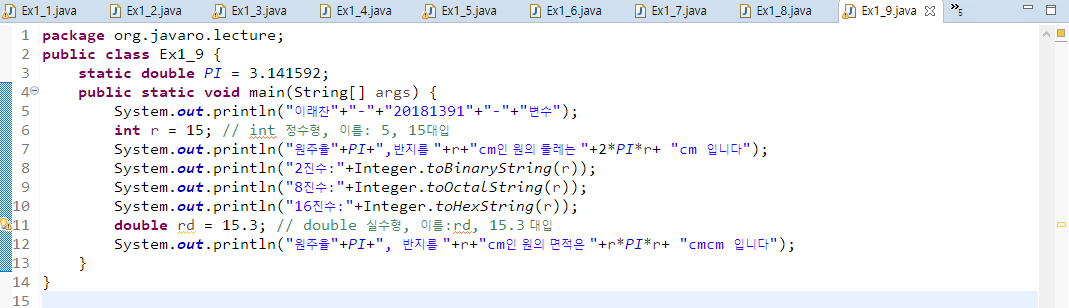 Ex1_1.java Ex1_2.java Ex1_3.java Ex1_4.java Ex1_5.java Ex1_6.java Ex1_7.java Ex1_8.java Ex1_9.java »5
1 package org.javaro.lecture;
2 public class Ex1_9 {
3 static double PI = 3.141592;
4 public static void main(String[] args) {
5 System.out.println("이래찬"+"-"+"20181391"+"-"+"변수");
6 int r = 15; // int 정수형, 이름: 5, 15대입
7 System.out.println("원주율"+PI+",반지름 "+r+"cm인 원의 둘레는 "+2*PI*r+ "cm 입니다");
8 System.out.println("2진수:"+Integer.toBinaryString(r));
9 System.out.println("8진수:"+Integer.toOctalString(r));
10 System.out.println("16진수:"+Integer.toHexString(r));
11 double rd = 15.3; // double 실수형, 이름:rd, 15.3 대입
12 System.out.println("원주율"+PI+", 반지름 "+r+"cm인 원의 면적은 "+r*PI*r+ "cmcm 입니다");
13 }
14 }
15